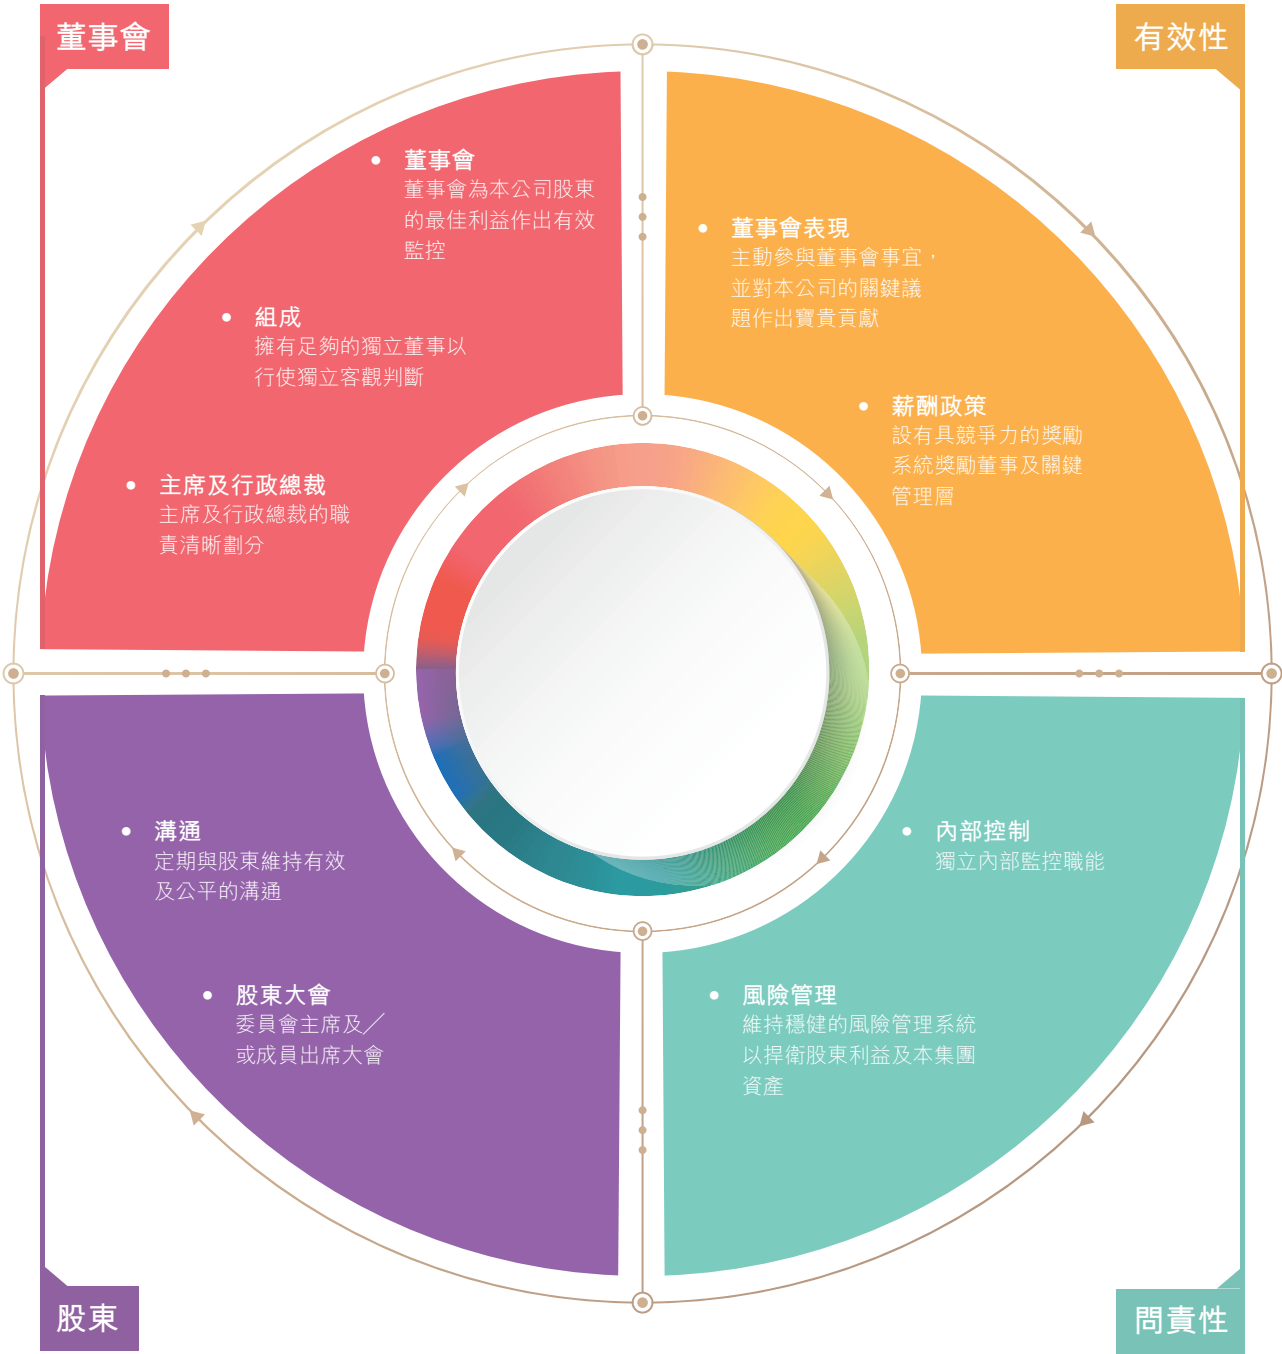 董事會
有效性
董事會
董事會為本公司股東
的最佳利益作出有效
監控
組成
擁有足夠的獨立董事以
行使獨立客觀判斷
主席及行政總裁
主席及行政總裁的職
責清晰劃分
董事會表現
主動參與董事會事宜，
並對本公司的關鍵議
題作出寶貴貢獻
薪酬政策
設有具競爭力的獎勵
系統獎勵董事及關鍵
管理層
溝通
定期與股東維持有效
及公平的溝通
股東大會
委員會主席及╱
或成員出席大會
內部控制
獨立內部監控職能
風險管理
維持穩健的風險管理系統
以捍衛股東利益及本集團
資產
股東
問責性